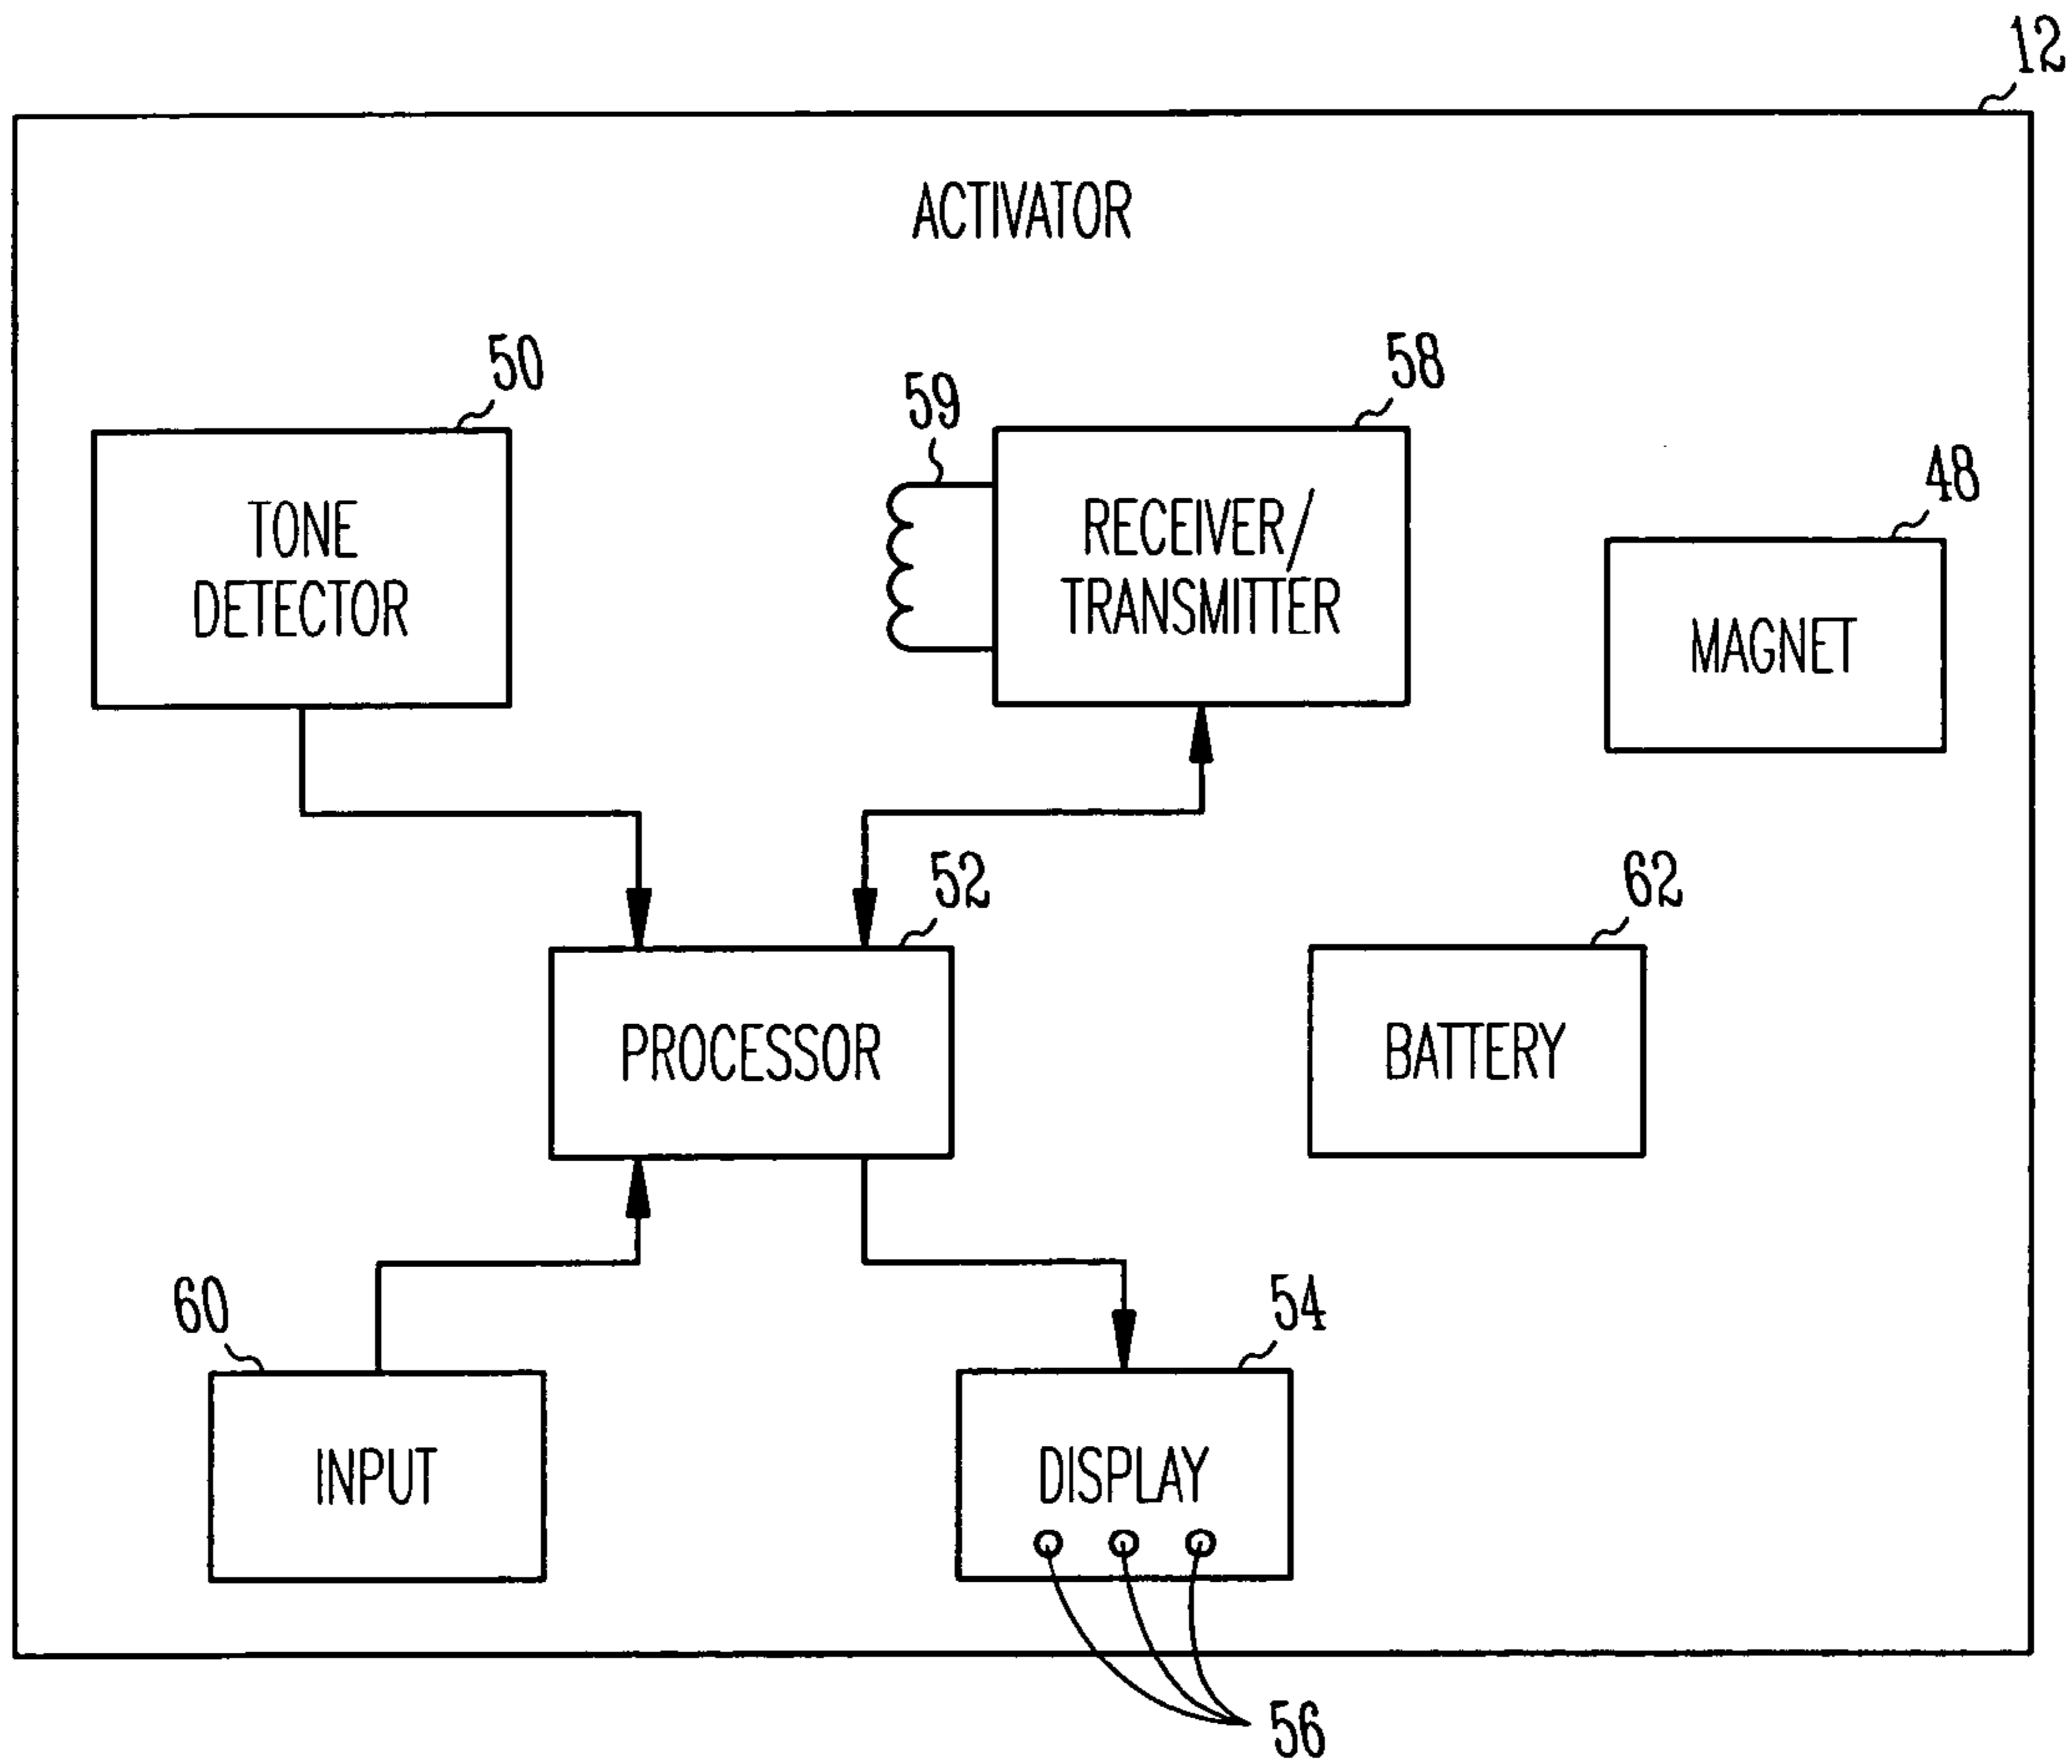 12
ACTIVATOR
50
58
59
48
TONE
DETECTOR
RECEIVER/
TRANSMITTER
MAGNET
52
62
PROCESSOR
BATTERY
60
54
INPUT
DISPLAY
56